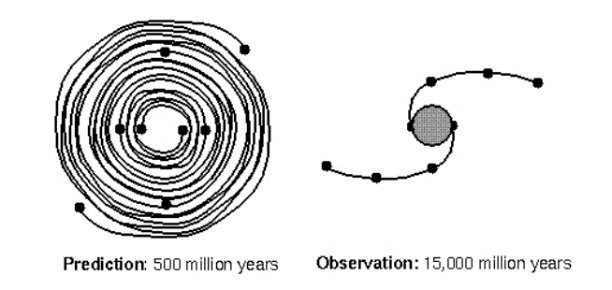 Prediction: 500 million years
Observation: 15,000 million years